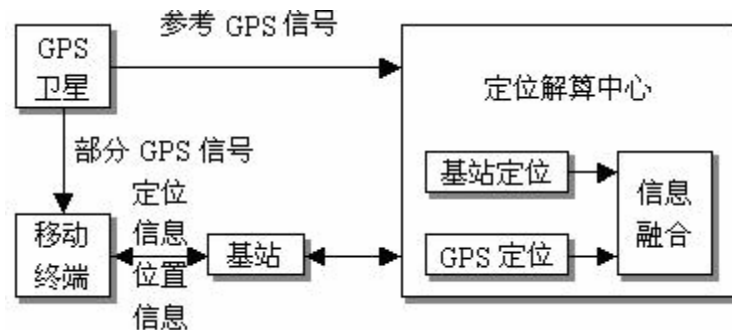 参考 GPS 信号
GPS
卫星
定位解算中心
部分 GPS 信号
基站定位
信息
融合
GPS 定位
定位
信息
位置
信息
移动
终端
基站